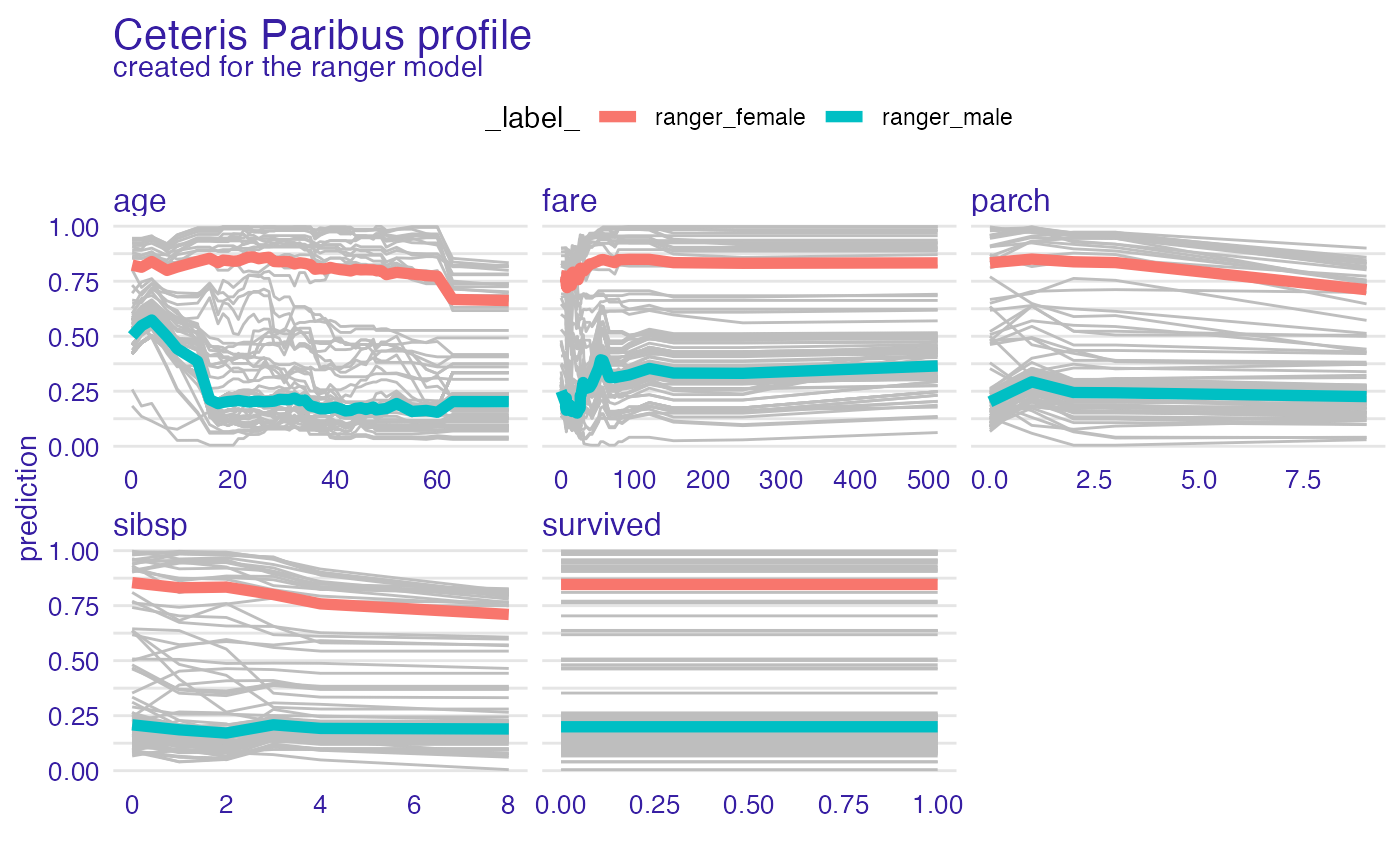 Ceteris Paribus profile
created for the ranger model
_label_ ranger_female ranger_male
age fare parch
1.00
0.75
0.50
0.25
0.00
0 20 40 60 0 100 200 300 400 500 0.0 2.5 5.0 7.5
prediction
sibsp survived
1.00
0.75
0.50
0.25
0.00
0 2 4 6 8 0.00 0.25 0.50 0.75 1.00